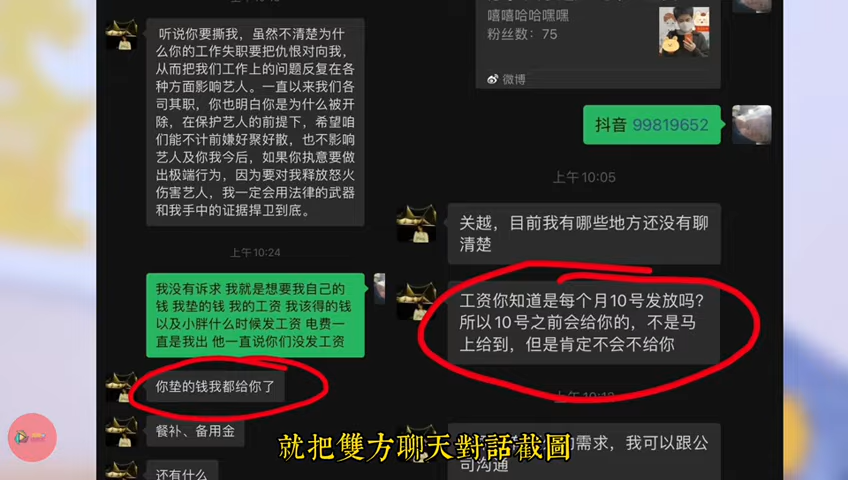 听说你要撕我，虽然不清楚为什
么你的工作失职要把仇恨对向我，
从而把我们工作上的问题反复在各
种方面影响艺人。一直以来我们各
司其职，你也明白你是为什么被开
除，在保护艺人的前提下，希望咱
们能不计前嫌好聚好散，也不影响
艺人及你我今后，如果你执意要做
出极端行为，因为要对我释放怒火
伤害艺人，我一定会用法律的武器
和我手中的证据捍卫到底。
上午10:24
我没有诉求 我就是想要我自己的
钱 我垫的钱 我的工资 我该得的钱
以及小胖什么时候发工资 电费一
直是我出 他一直说你们没发工资
你垫的钱我都给你了
餐补、备用金
还有什么
嘻嘻哈哈嘿嘿
粉丝数：75
微博
抖音 99819652
上午10:05
关越，目前我有哪些地方还没有聊
清楚
工资你知道是每个月10号发放吗？
所以10号之前会给你的，不是马
上给到，但是肯定不会不给你
上午10:12
的需求，我可以跟公
司沟通
就把雙方聊天對話截圖